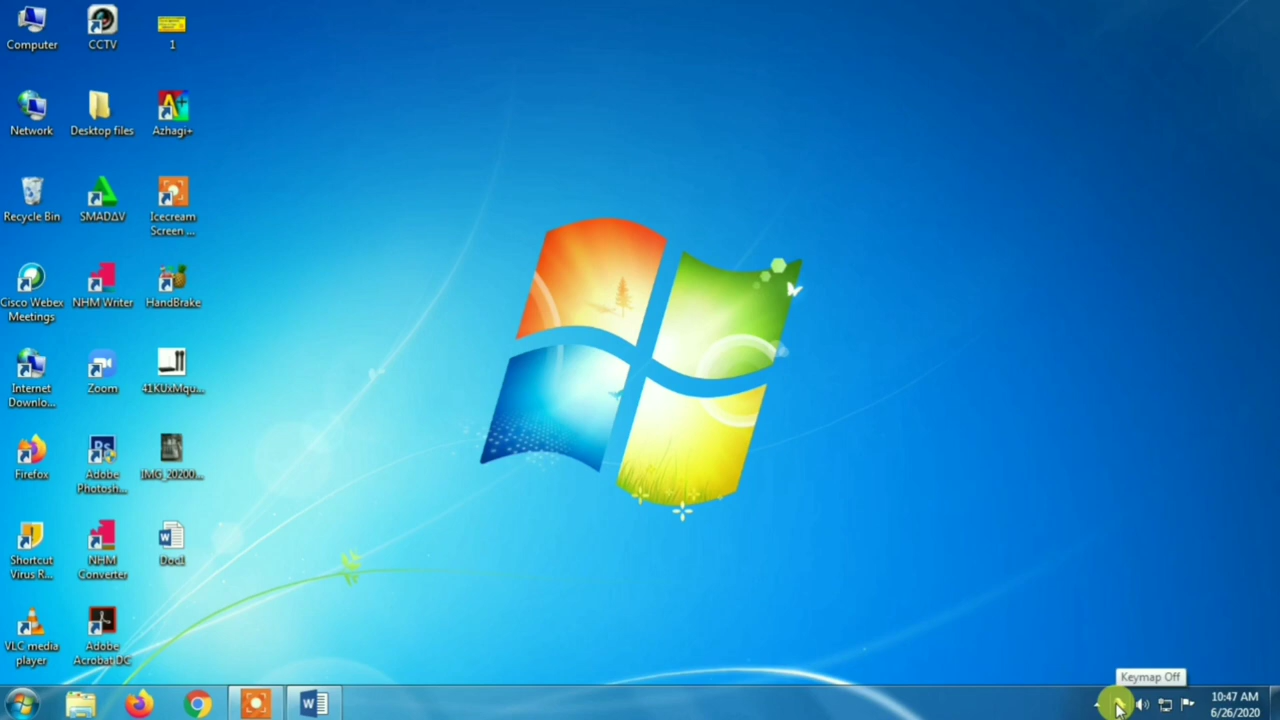 Computer
CCTV
1
Network
Desktop files
Azhagi+
Recycle Bin
SMADΔV
Icecream
Screen ...
Cisco Webex
Meetings
NHM Writer
HandBrake
Internet
Downlo...
Zoom
41KUxMqu...
Firefox
Adobe
Photosh...
IMG_20200...
Shortcut
Virus R...
NHM
Converter
Doc1
VLC media
player
Adobe
Acrobat DC
Keymap Off
10:47 AM
6/26/2020